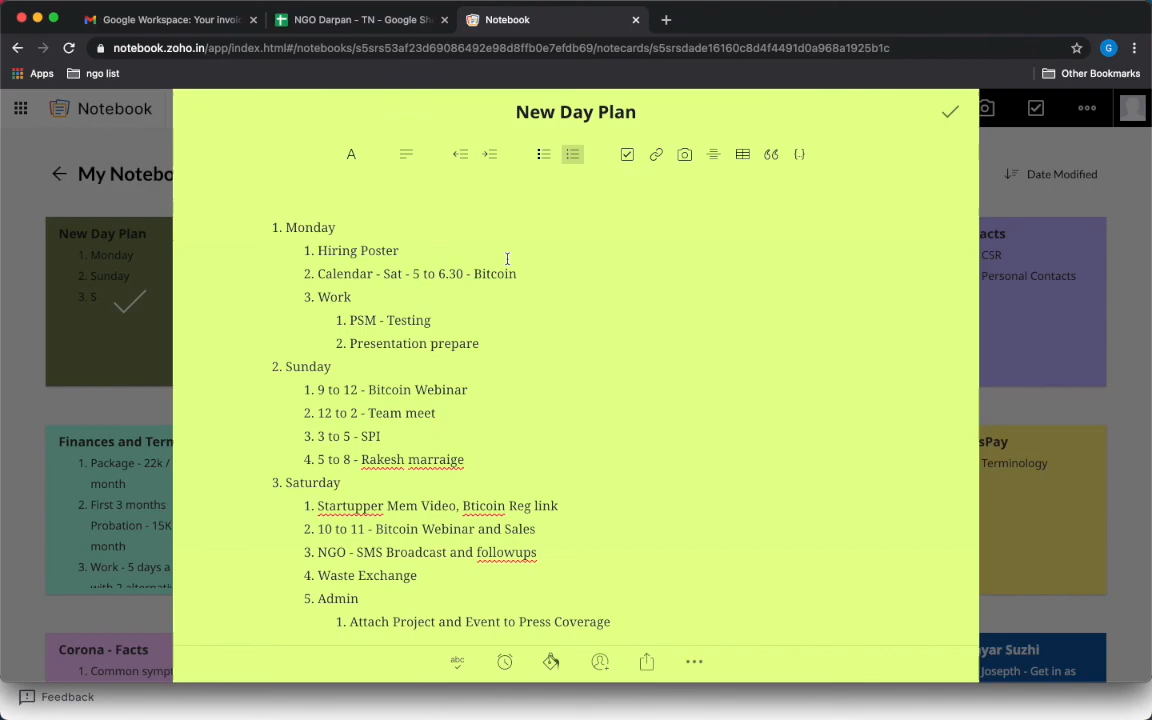 Google Workspace: Your invoi
NGO Darpan - TN - Google She
Notebook
notebook.zoho.in/app/index.html#/notebooks/s5srs53af23d69086492e98d8ffb0e7efdb69/notecards/s5srsdade16160c8d4f4491d0a968a1925b1c
G
Apps
ngo list
Other Bookmarks
Notebook
New Day Plan
A
My Notebo
Date Modified
New Day Plan
1. Monday
2. Sunday
3. S
1. Monday
1. Hiring Poster
2. Calendar - Sat - 5 to 6.30 - Bitcoin
3. Work
1. PSM - Testing
2. Presentation prepare
2. Sunday
1. 9 to 12 - Bitcoin Webinar
2. 12 to 2 - Team meet
3. 3 to 5 - SPI
4. 5 to 8 - Rakesh marraige
3. Saturday
1. Startupper Mem Video, Bticoin Reg link
2. 10 to 11 - Bitcoin Webinar and Sales
3. NGO - SMS Broadcast and followups
4. Waste Exchange
5. Admin
1. Attach Project and Event to Press Coverage
acts
CSR
Personal Contacts
Finances and Term
1. Package - 22k /
month
2. First 3 months
Probation - 15K
month
3. Work - 5 days a
sPay
Terminology
Corona - Facts
1. Common sympt
yar Suzhi
Joseph - Get in as
abc
Feedback